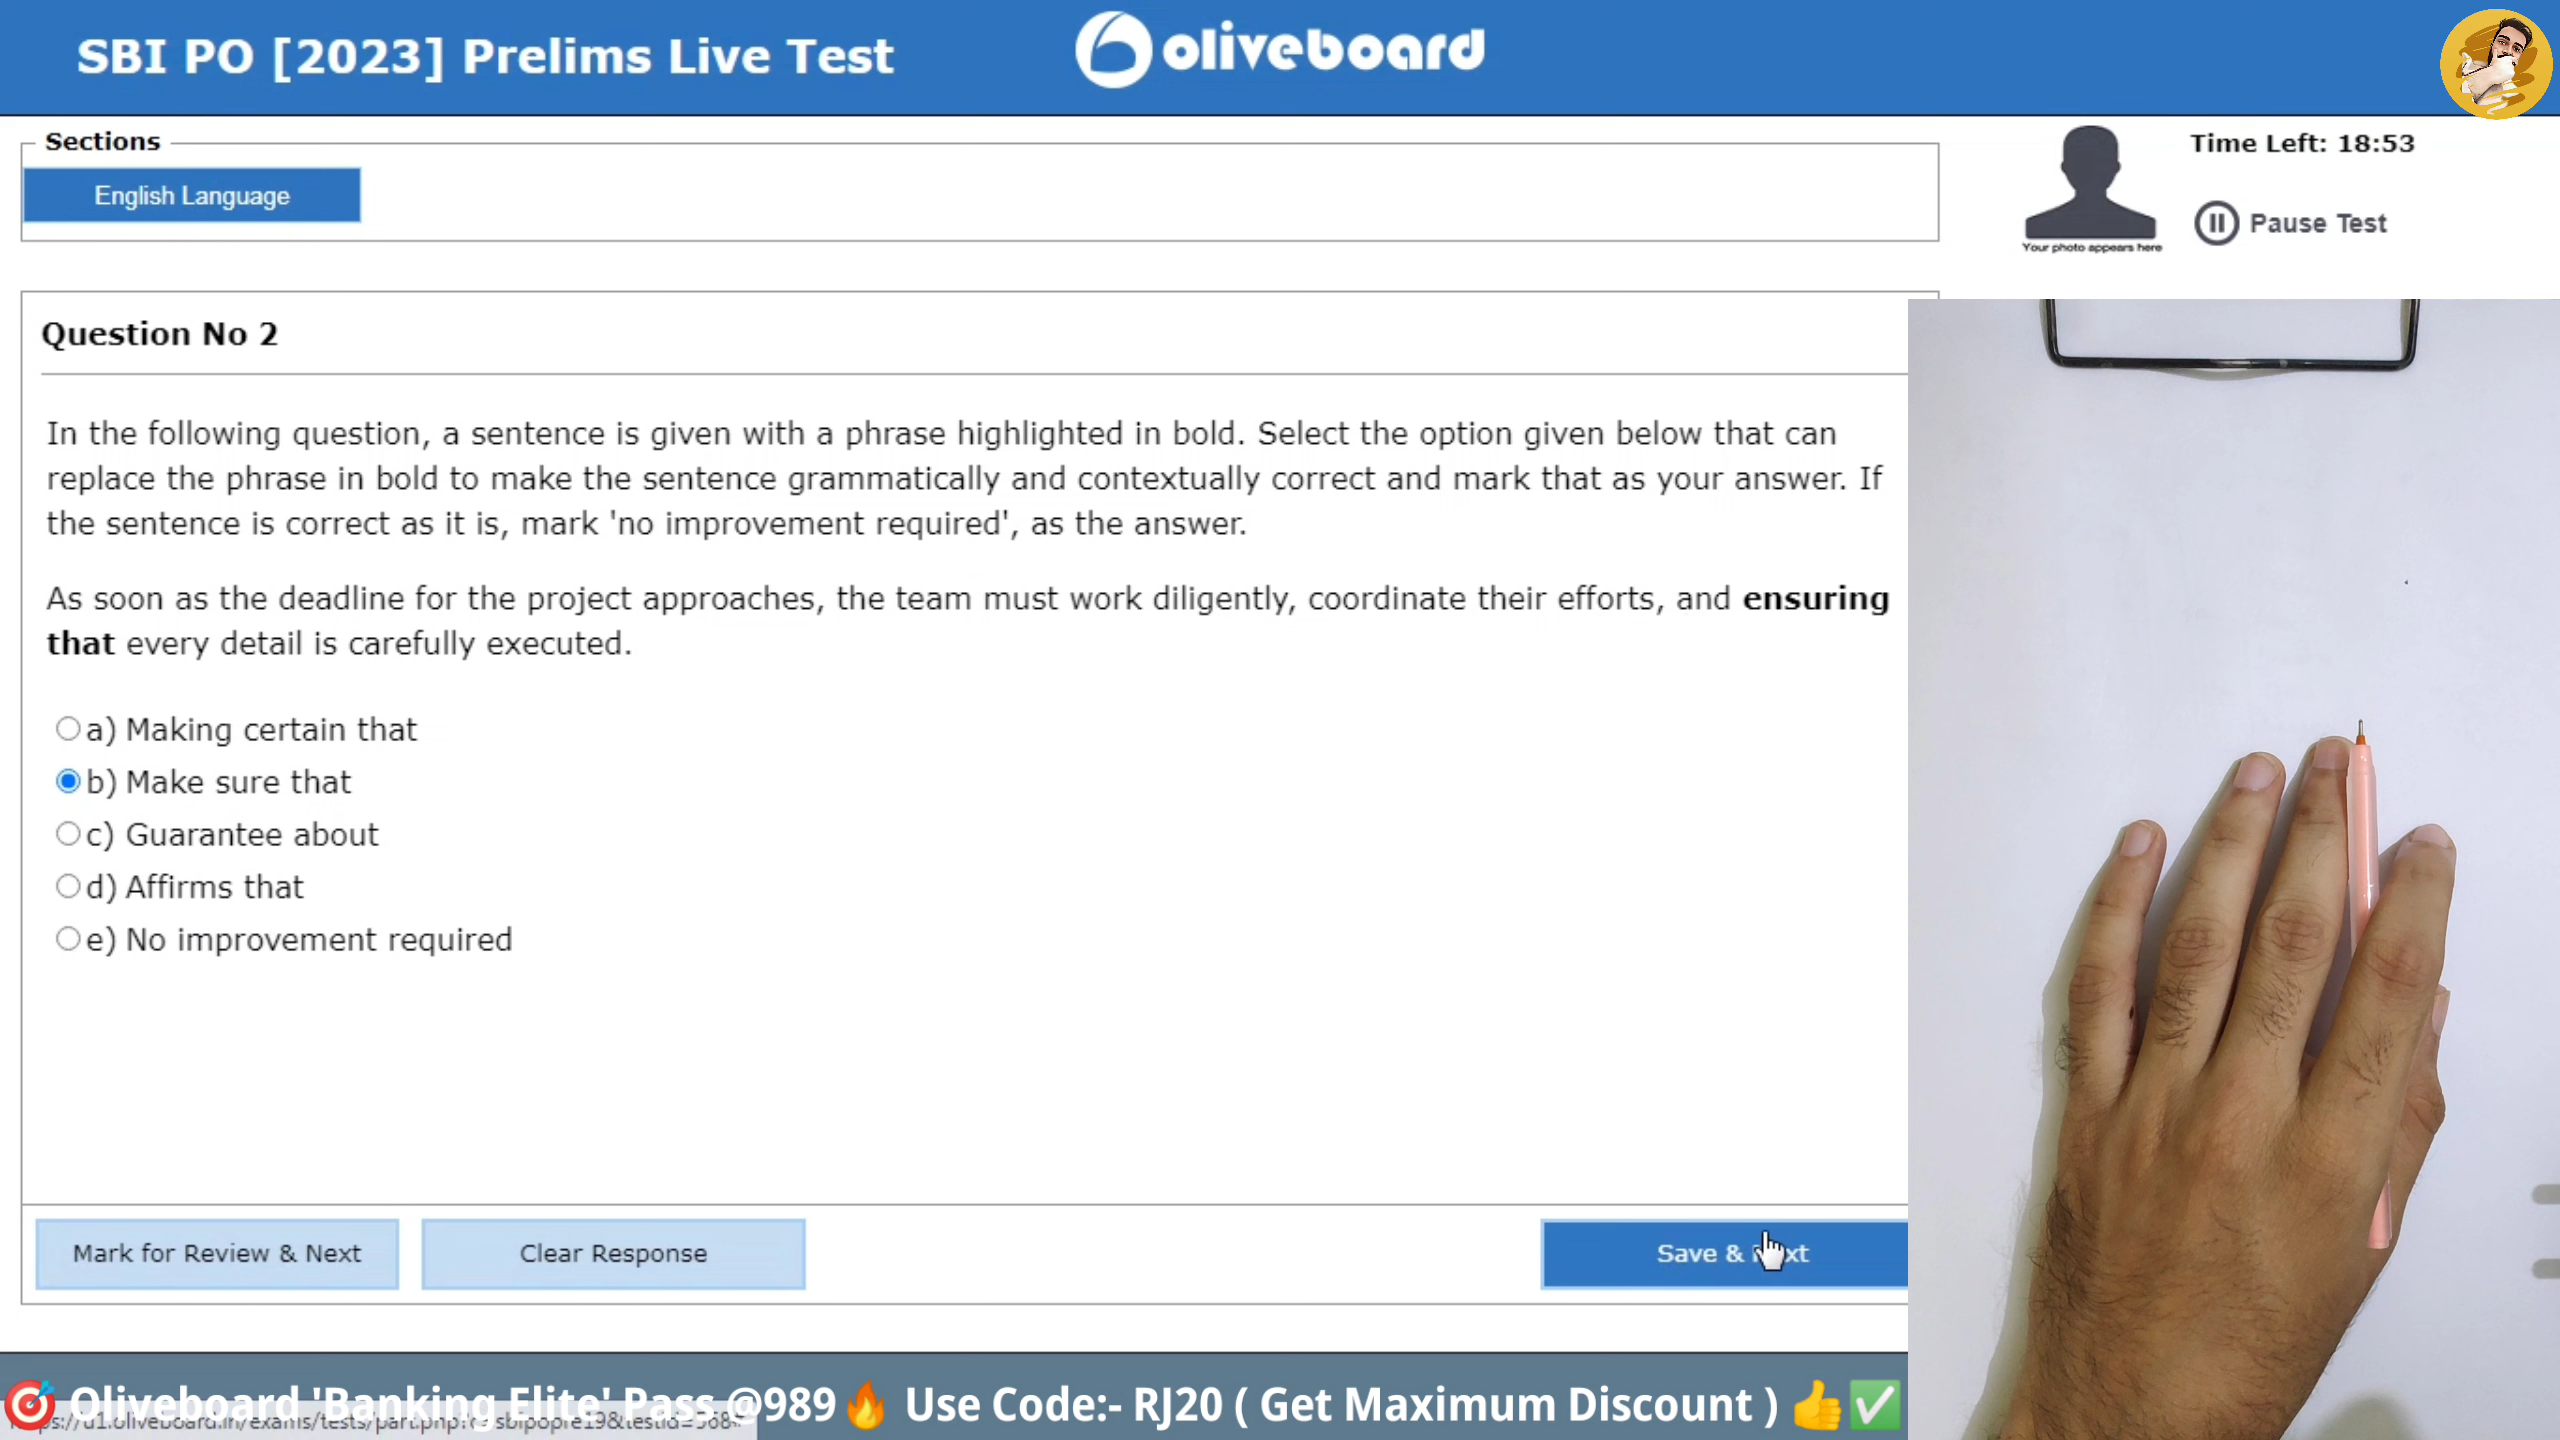 SBI PO [2023] Prelims Live Test
oliveboard
Sections
English Language
Your photo appears here
Time Left: 18:53
Pause Test
Question No 2
In the following question, a sentence is given with a phrase highlighted in bold. Select the option given below that can
replace the phrase in bold to make the sentence grammatically and contextually correct and mark that as your answer. If
the sentence is correct as it is, mark 'no improvement required', as the answer.
As soon as the deadline for the project approaches, the team must work diligently, coordinate their efforts, and ensuring
that every detail is carefully executed.
a) Making certain that
b) Make sure that
c) Guarantee about
d) Affirms that
e) No improvement required
Mark for Review & Next
Clear Response
Save & Next
Oliveboard 'Banking Elite' Pass @989 Use Code:- RJ20 ( Get Maximum Discount )